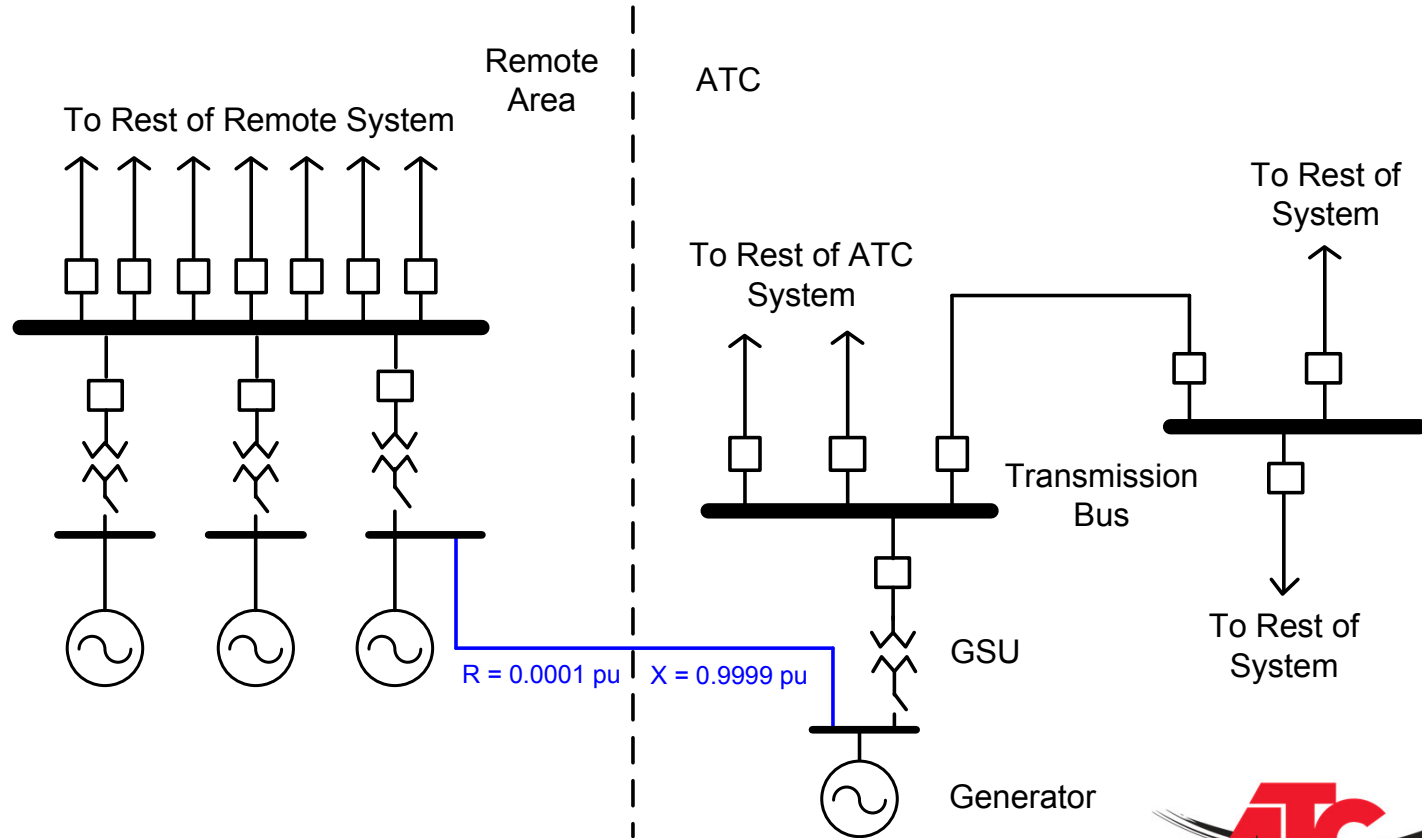 Remote
Area
ATC
To Rest of Remote System
To Rest of
System
To Rest of ATC
System
Transmission
Bus
GSU
To Rest of
System
R = 0.0001 pu
X = 0.9999 pu
Generator
ATC